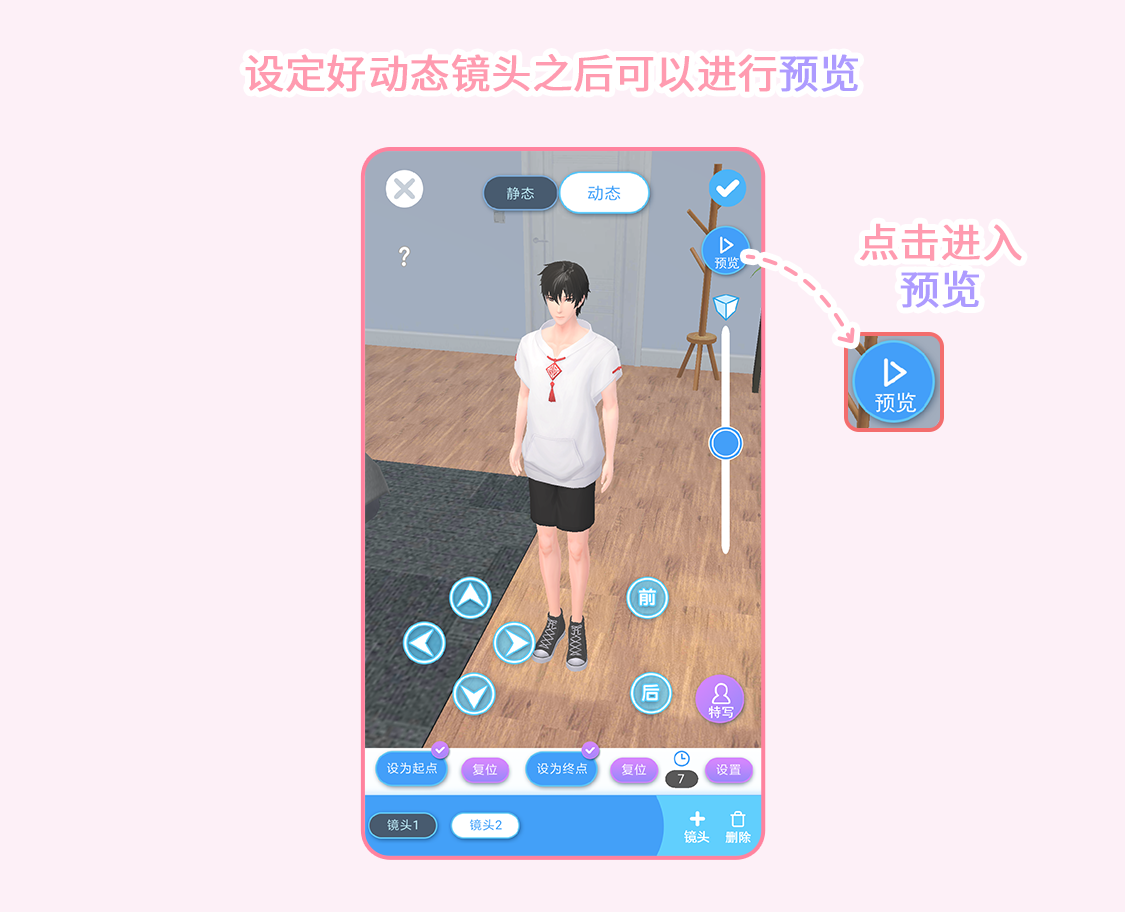 设定好动态镜头之后可以进行预览
静态
动态
预览
?
点击进入
预览
预览
前
后
特写
设为起点
复位
设为终点
复位
7
设置
镜头1
镜头2
镜头
删除